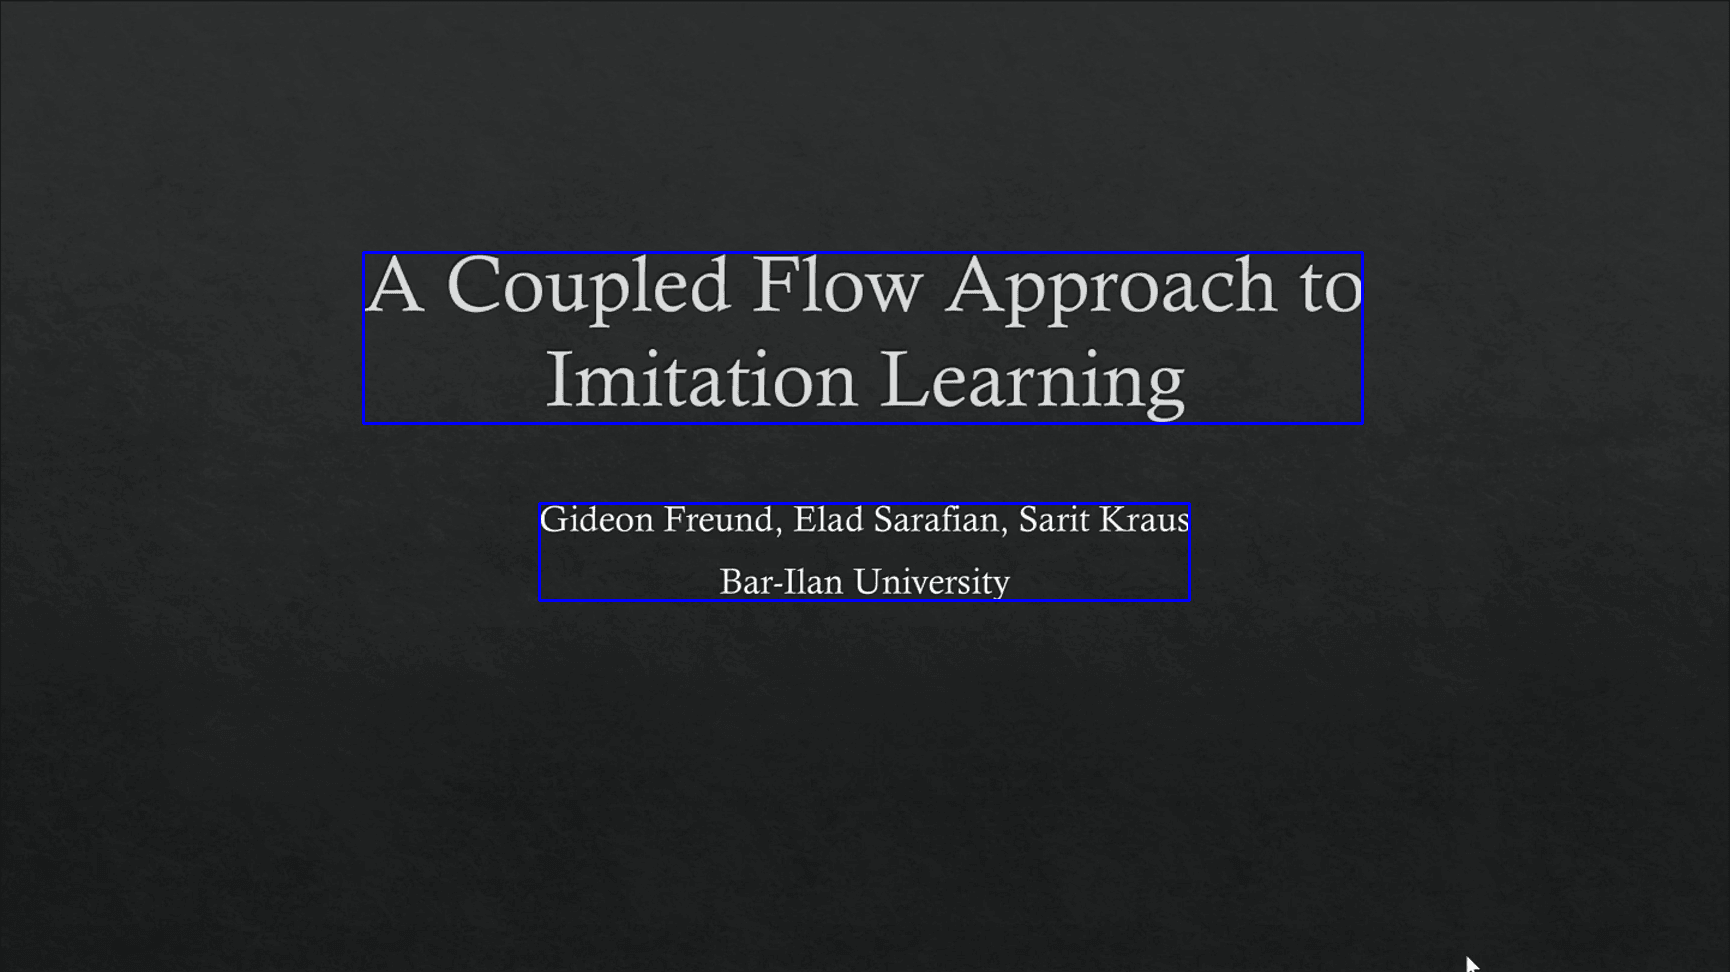 A Coupled Flow Approach to
Imitation Learning
Gideon Freund, Elad Sarafian, Sarit Kraus
Bar-Ilan University